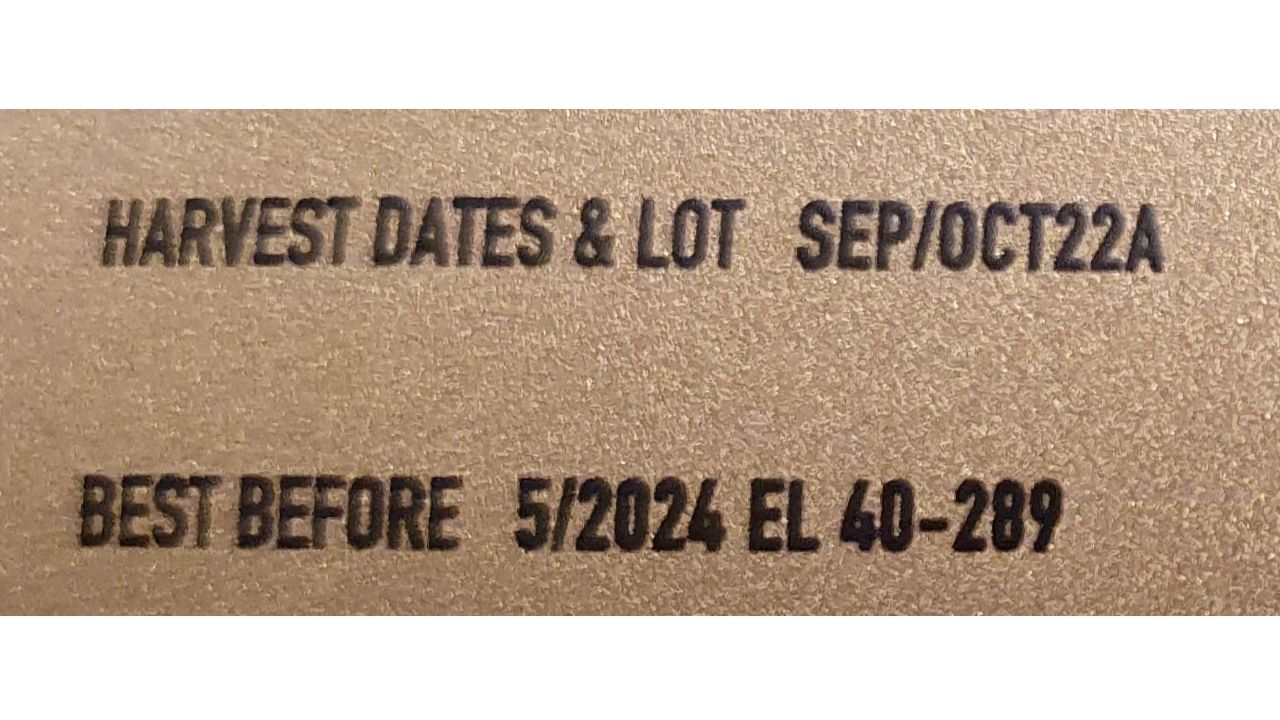 HARVEST DATES & LOT SEP/OCT22A
BEST BEFORE 5/2024 EL 40-289